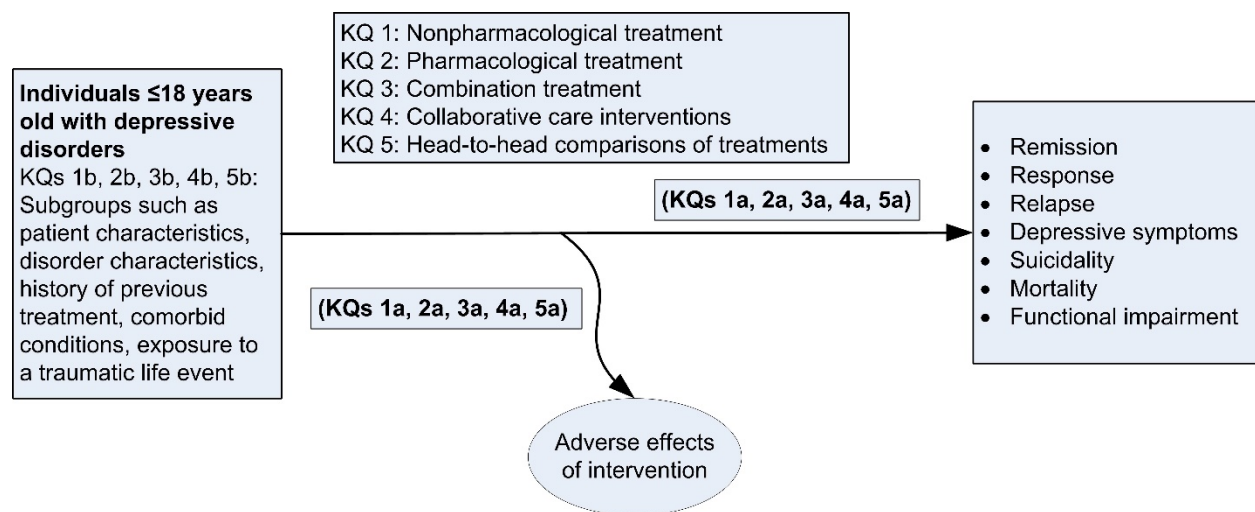 KQ 1: Nonpharmacological treatment
KQ 2: Pharmacological treatment
KQ 3: Combination treatment
KQ 4: Collaborative care interventions
KQ 5: Head-to-head comparisons of treatments
Individuals ≤18 years
old with depressive
disorders
KQs 1b, 2b, 3b, 4b, 5b:
Subgroups such as
patient characteristics,
disorder characteristics,
history of previous
treatment, comorbid
conditions, exposure to
a traumatic life event
(KQs 1a, 2a, 3a, 4a, 5a)
(KQs 1a, 2a, 3a, 4a, 5a)
• Remission
• Response
• Relapse
• Depressive symptoms
• Suicidality
• Mortality
• Functional impairment
Adverse effects
of intervention